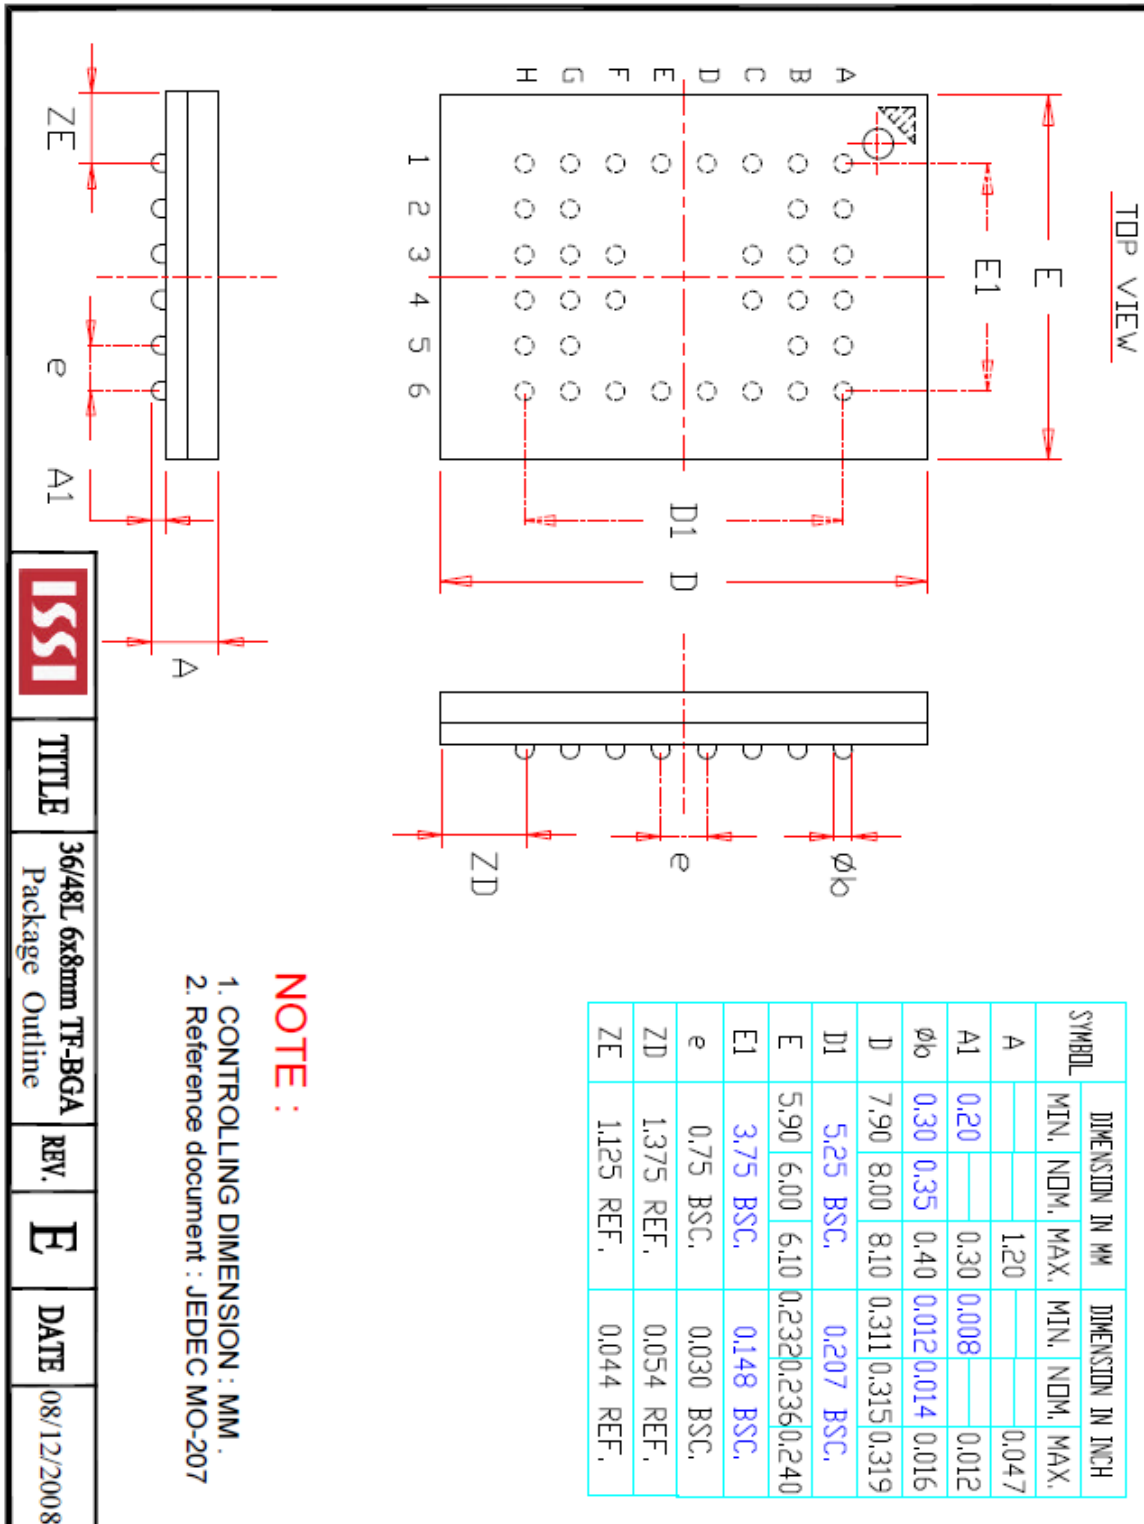 TOP VIEW
A B C D E F G H
1 2 3 4 5 6
E
E1
D1
D
ZE
e
A1
A
Øb
e
ZD
SYMBOL DIMENSION IN MM DIMENSION IN INCH
MIN. NOM. MAX. MIN. NOM. MAX.
A 1.20 0.047
A1 0.20 0.30 0.008 0.012
Øb 0.30 0.35 0.40 0.012 0.014 0.016
D 7.90 8.00 8.10 0.311 0.315 0.319
D1 5.25 BSC. 0.207 BSC.
E 5.90 6.00 6.10 0.232 0.236 0.240
E1 3.75 BSC. 0.148 BSC.
e 0.75 BSC. 0.030 BSC.
ZD 1.375 REF. 0.054 REF.
ZE 1.125 REF. 0.044 REF.
NOTE :
1. CONTROLLING DIMENSION : MM .
2. Reference document : JEDEC MO-207
ISSI
TITLE
36/48L 6x8mm TF-BGA
Package Outline
REV.
E
DATE
08/12/2008